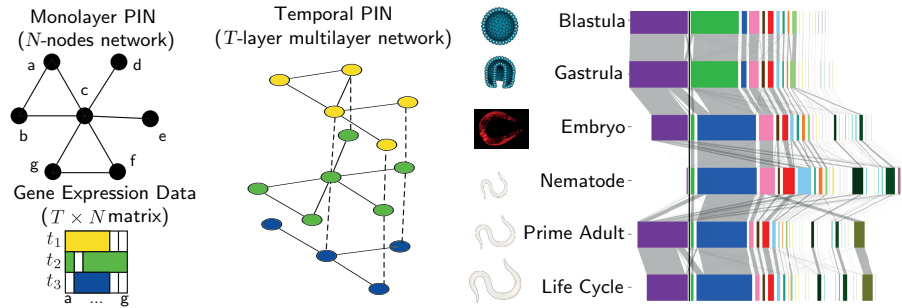 Monolayer PIN
(N-nodes network)
a
d
c
b
e
g
f
Gene Expression Data
(T × N matrix)
t₁
t₂
t₃
a ... g
Temporal PIN
(T-layer multilayer network)
Blastula
Gastrula
Embryo
Nematode
Prime Adult
Life Cycle